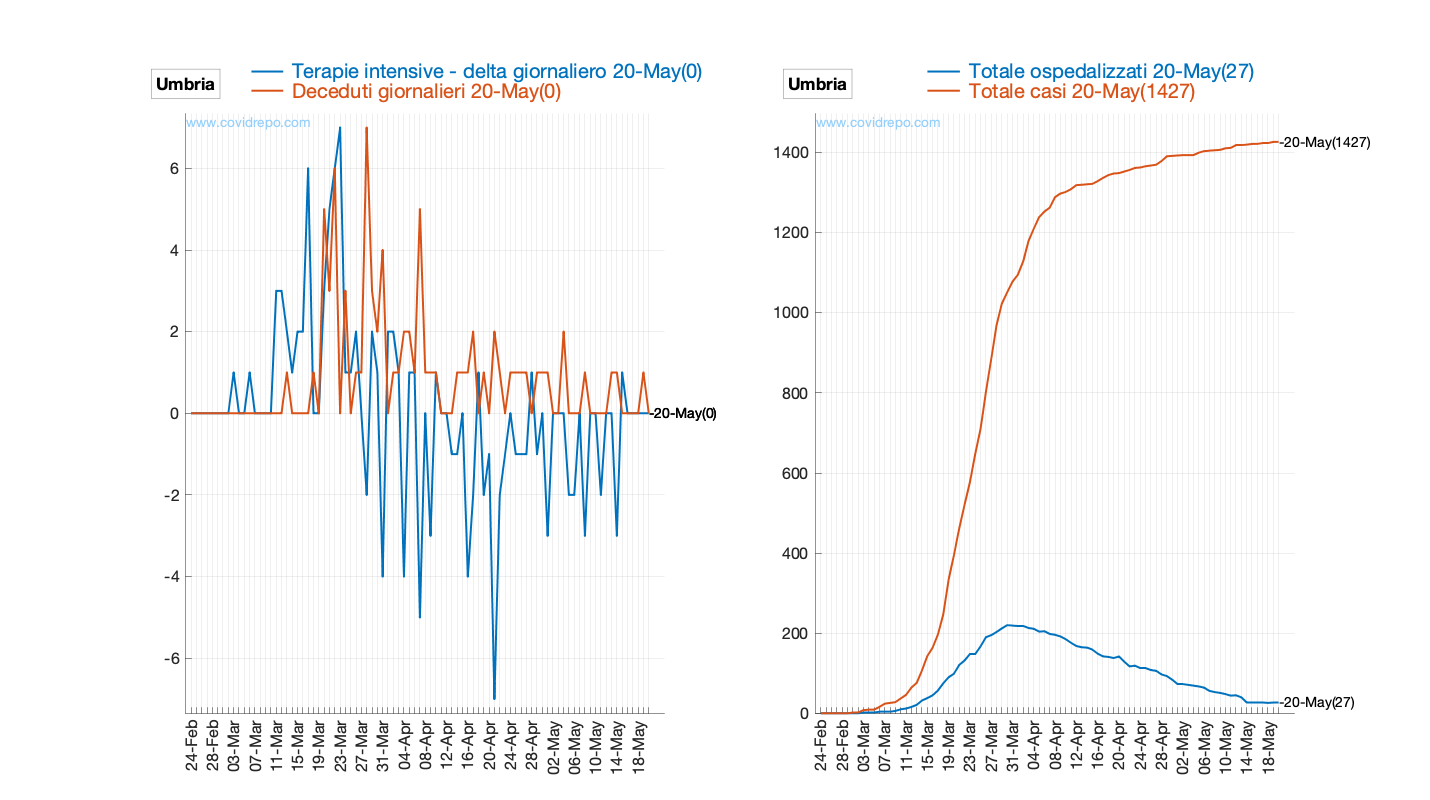 Umbria
Terapie intensive - delta giornaliero 20-May(0)
Deceduti giornalieri 20-May(0)
www.covidrepo.com
6
4
2
0
-2
-4
-6
-20-May(0)
24-Feb
28-Feb
03-Mar
07-Mar
11-Mar
15-Mar
19-Mar
23-Mar
27-Mar
31-Mar
04-Apr
08-Apr
12-Apr
16-Apr
20-Apr
24-Apr
28-Apr
02-May
06-May
10-May
14-May
18-May
Umbria
Totale ospedalizzati 20-May(27)
Totale casi 20-May(1427)
www.covidrepo.com
1400
1200
1000
800
600
400
200
0
-20-May(1427)
-20-May(27)
24-Feb
28-Feb
03-Mar
07-Mar
11-Mar
15-Mar
19-Mar
23-Mar
27-Mar
31-Mar
04-Apr
08-Apr
12-Apr
16-Apr
20-Apr
24-Apr
28-Apr
02-May
06-May
10-May
14-May
18-May